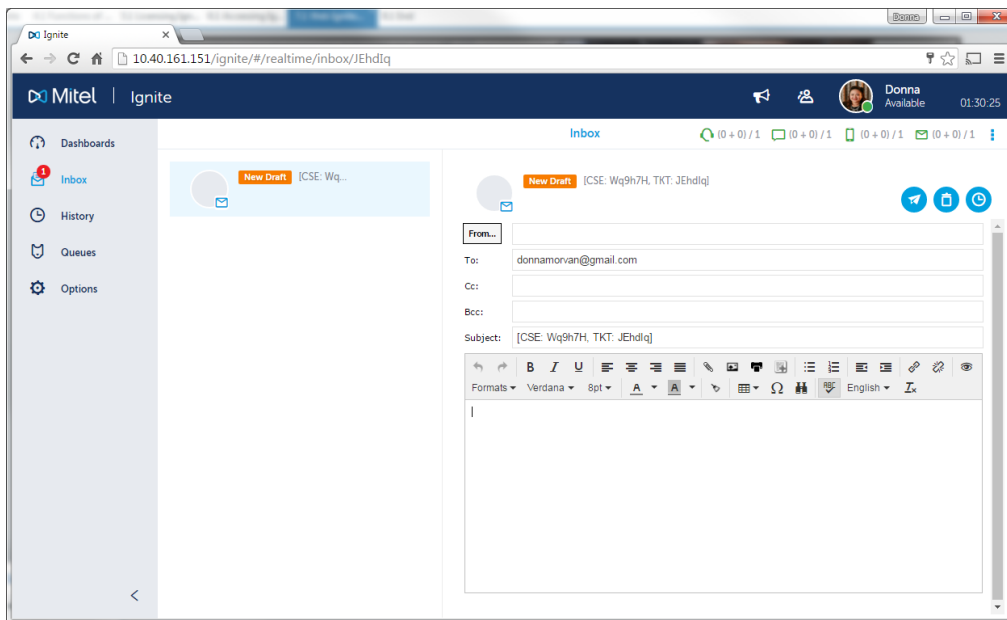 Donna
Ignite
10.40.161.151/ignite/#/realtime/inbox/JEhdIq
Mitel | Ignite
Donna
Available
01:30:25
Inbox
(0 + 0) / 1
(0 + 0) / 1
(0 + 0) / 1
(0 + 0) / 1
Dashboards
1
Inbox
History
Queues
Options
New Draft [CSE: Wq...
New Draft [CSE: Wq9h7H, TKT: JEhdIq]
From...
To: donnamorvan@gmail.com
Cc:
Bcc:
Subject: [CSE: Wq9h7H, TKT: JEhdIq]
B I U
Formats Verdana 8pt A A Ω ABC English Tx